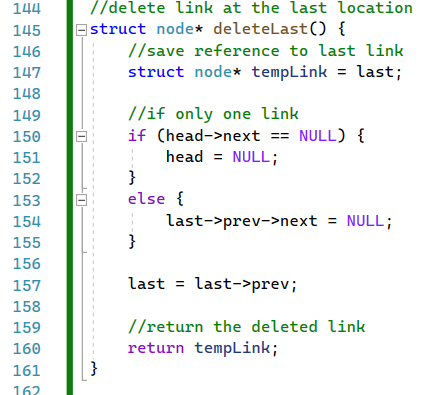 144 //delete link at the last location
145 struct node* deleteLast() {
146     //save reference to last link
147     struct node* tempLink = last;
148
149     //if only one link
150     if (head->next == NULL) {
151         head = NULL;
152     }
153     else {
154         last->prev->next = NULL;
155     }
156
157     last = last->prev;
158
159     //return the deleted link
160     return tempLink;
161 }
162